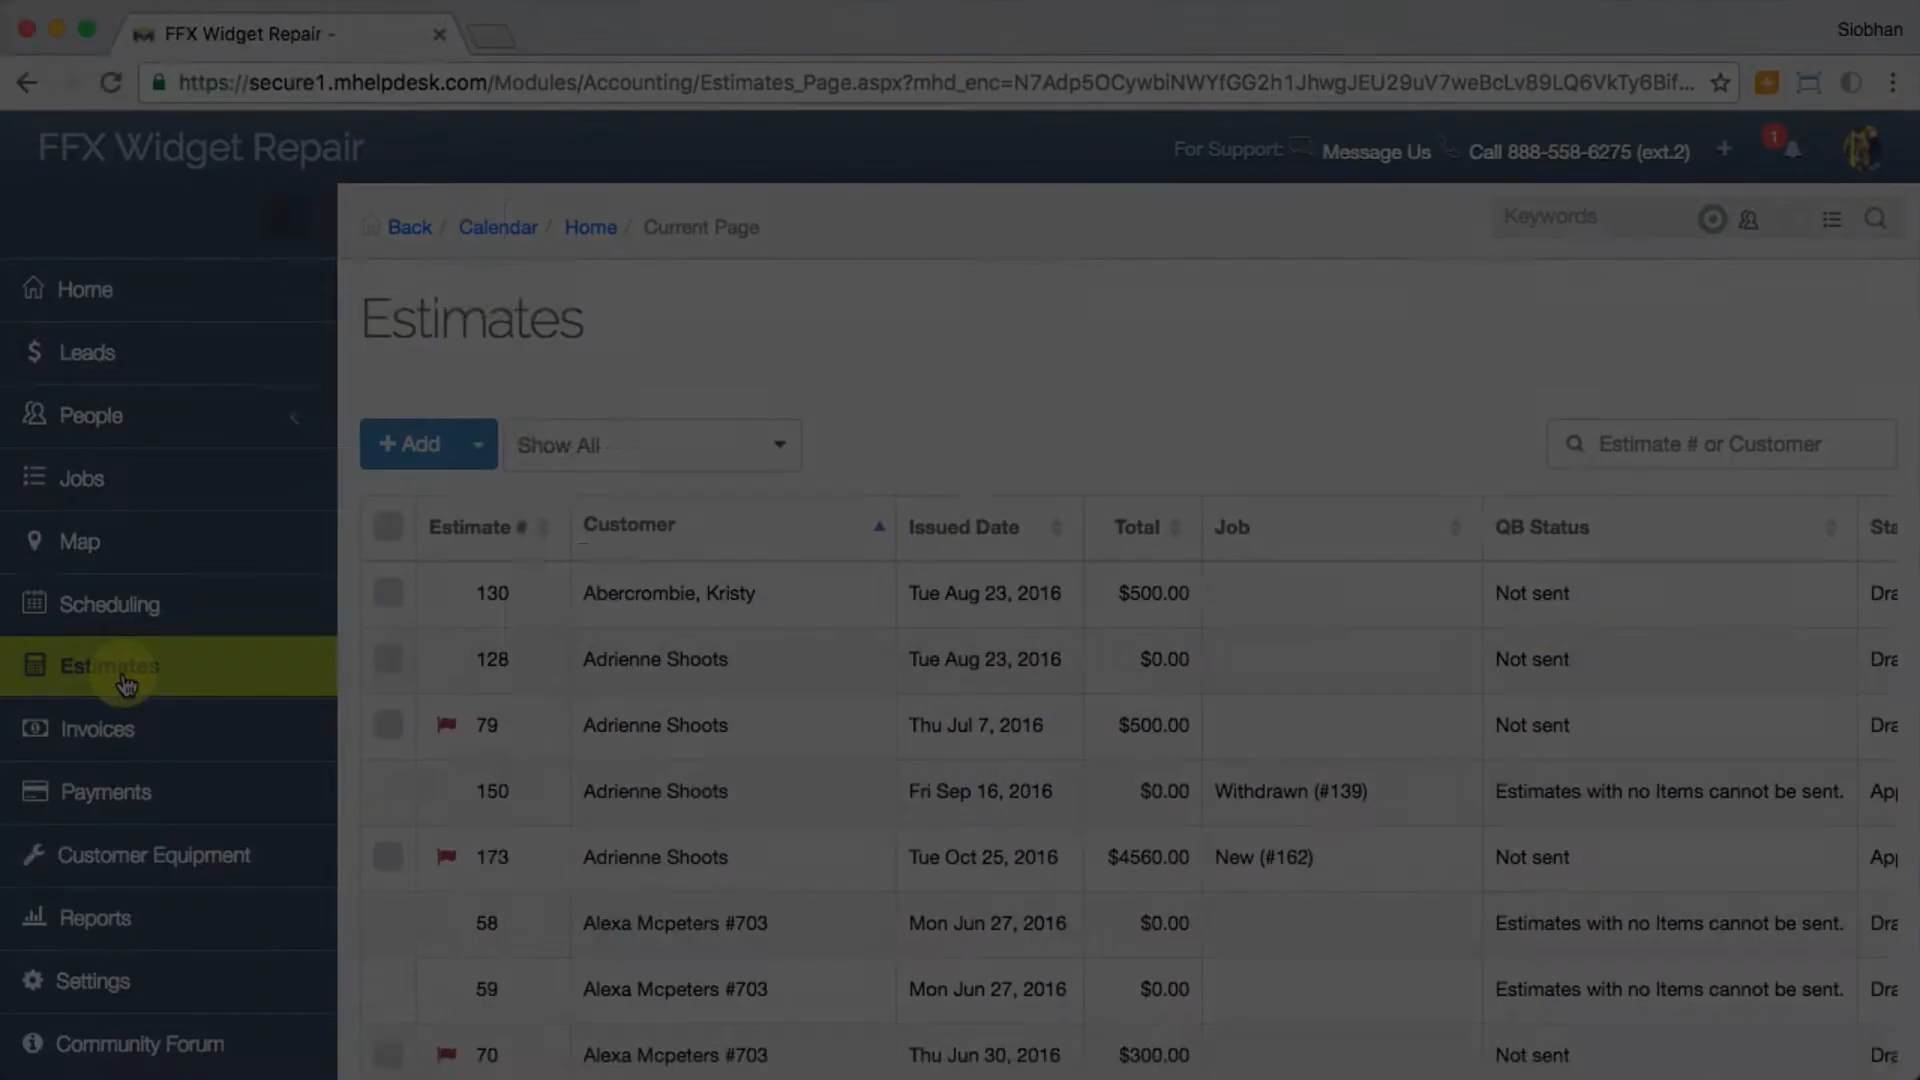 FFX Widget Repair -
Siobhan
https://secure1.mhelpdesk.com/Modules/Accounting/Estimates_Page.aspx?mhd_enc=N7Adp5OCywbiNWYfGG2h1JhwgJEU29uV7weBcLv89LQ6VkTy6Bif...
FFX Widget Repair
For Support: Message Us Call 888-558-6275 (ext.2) + 1
Back / Calendar / Home / Current Page
Keywords
Home
Leads
People
Jobs
Map
Scheduling
Estimates
Invoices
Payments
Customer Equipment
Reports
Settings
Community Forum
Estimates
+ Add
Show All
Estimate # or Customer
Estimate # Customer Issued Date Total Job QB Status Sta
130 Abercrombie, Kristy Tue Aug 23, 2016 $500.00 Not sent Dra
128 Adrienne Shoots Tue Aug 23, 2016 $0.00 Not sent Dra
79 Adrienne Shoots Thu Jul 7, 2016 $500.00 Not sent Dra
150 Adrienne Shoots Fri Sep 16, 2016 $0.00 Withdrawn (#139) Estimates with no Items cannot be sent. App
173 Adrienne Shoots Tue Oct 25, 2016 $4560.00 New (#162) Not sent App
58 Alexa Mcpeters #703 Mon Jun 27, 2016 $0.00 Estimates with no Items cannot be sent. Dra
59 Alexa Mcpeters #703 Mon Jun 27, 2016 $0.00 Estimates with no Items cannot be sent. Dra
70 Alexa Mcpeters #703 Thu Jun 30, 2016 $300.00 Not sent Dra